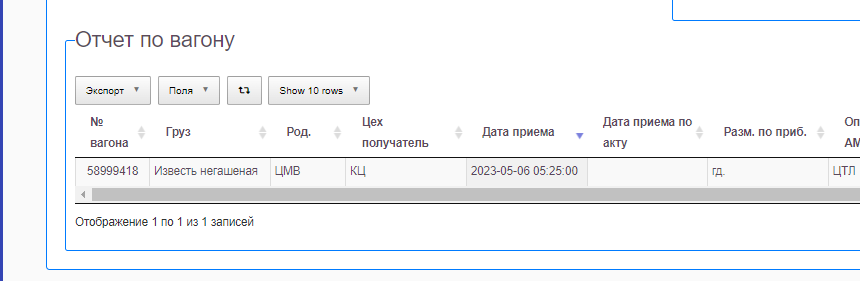 Отчет по вагону
Экспорт Поля Show 10 rows
№ вагона Груз Род. Цех получатель Дата приема Дата приема по акту Разм. по приб. Оп АМ
58999418 Известь негашеная ЦМВ КЦ 2023-05-06 05:25:00 гд. ЦТЛ
Отображение 1 по 1 из 1 записей